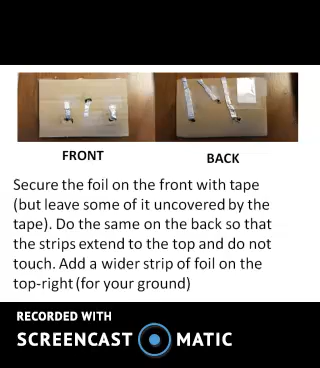 FRONT
BACK
Secure the foil on the front with tape
(but leave some of it uncovered by the
tape). Do the same on the back so that
the strips extend to the top and do not
touch. Add a wider strip of foil on the
top-right (for your ground)
RECORDED WITH
SCREENCAST MATIC